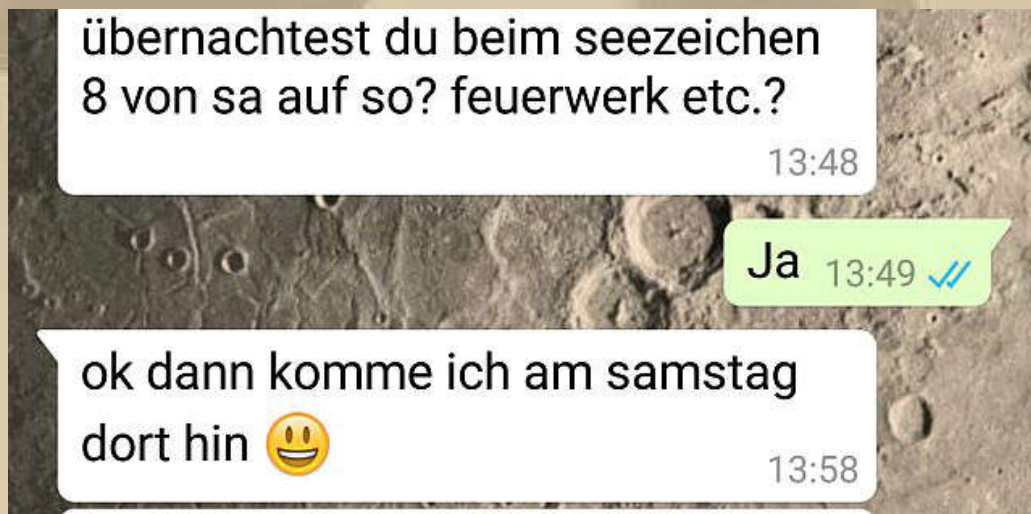 übernachtest du beim seezeichen
8 von sa auf so? feuerwerk etc.?
13:48
Ja 13:49
ok dann komme ich am samstag
dort hin 😃
13:58